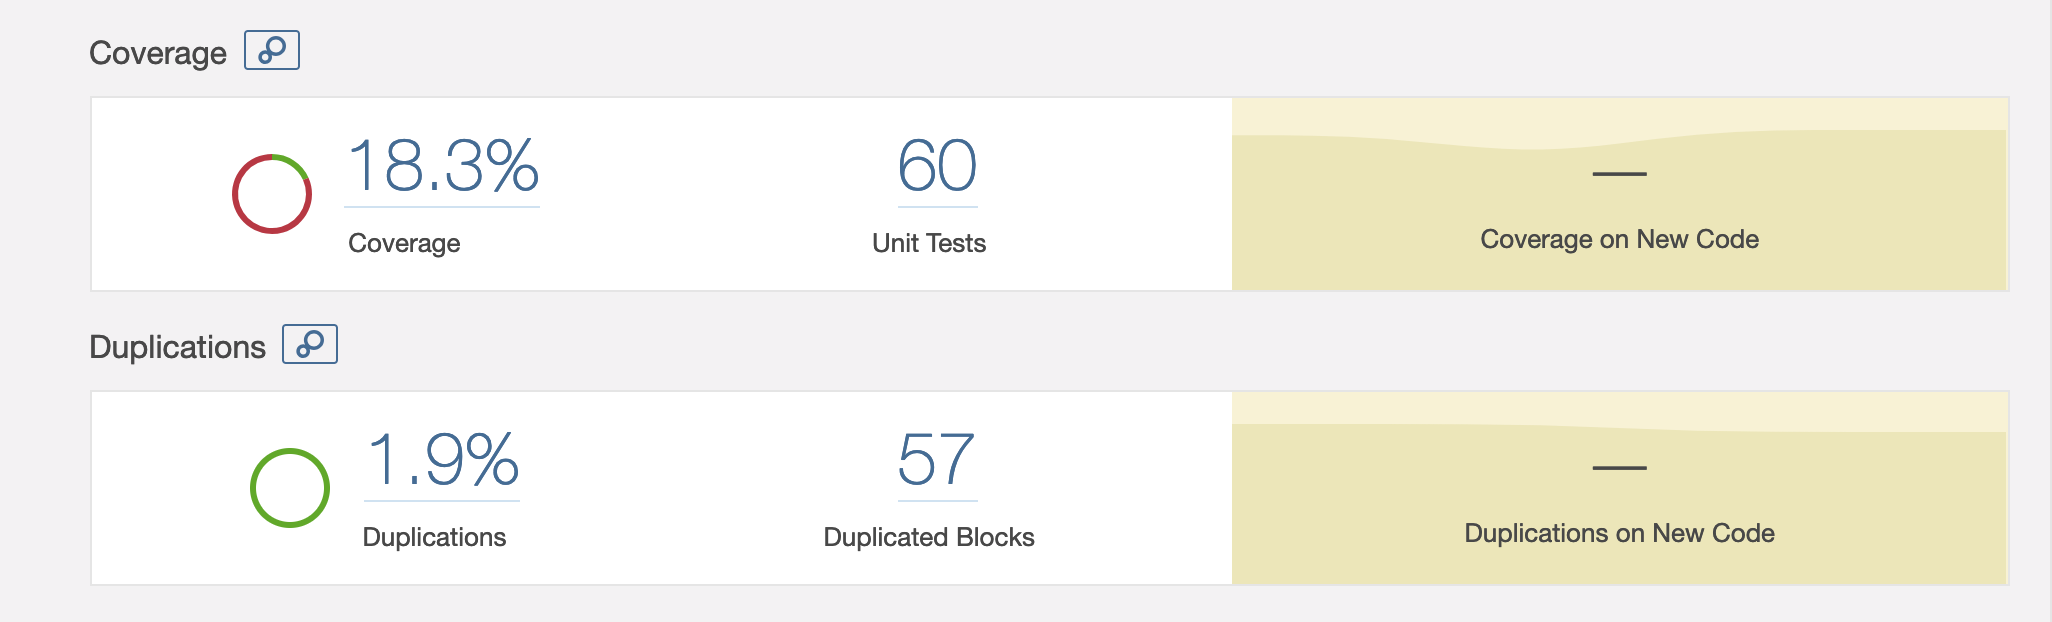 Coverage
18.3%
Coverage
60
Unit Tests
—
Coverage on New Code
Duplications
1.9%
Duplications
57
Duplicated Blocks
—
Duplications on New Code